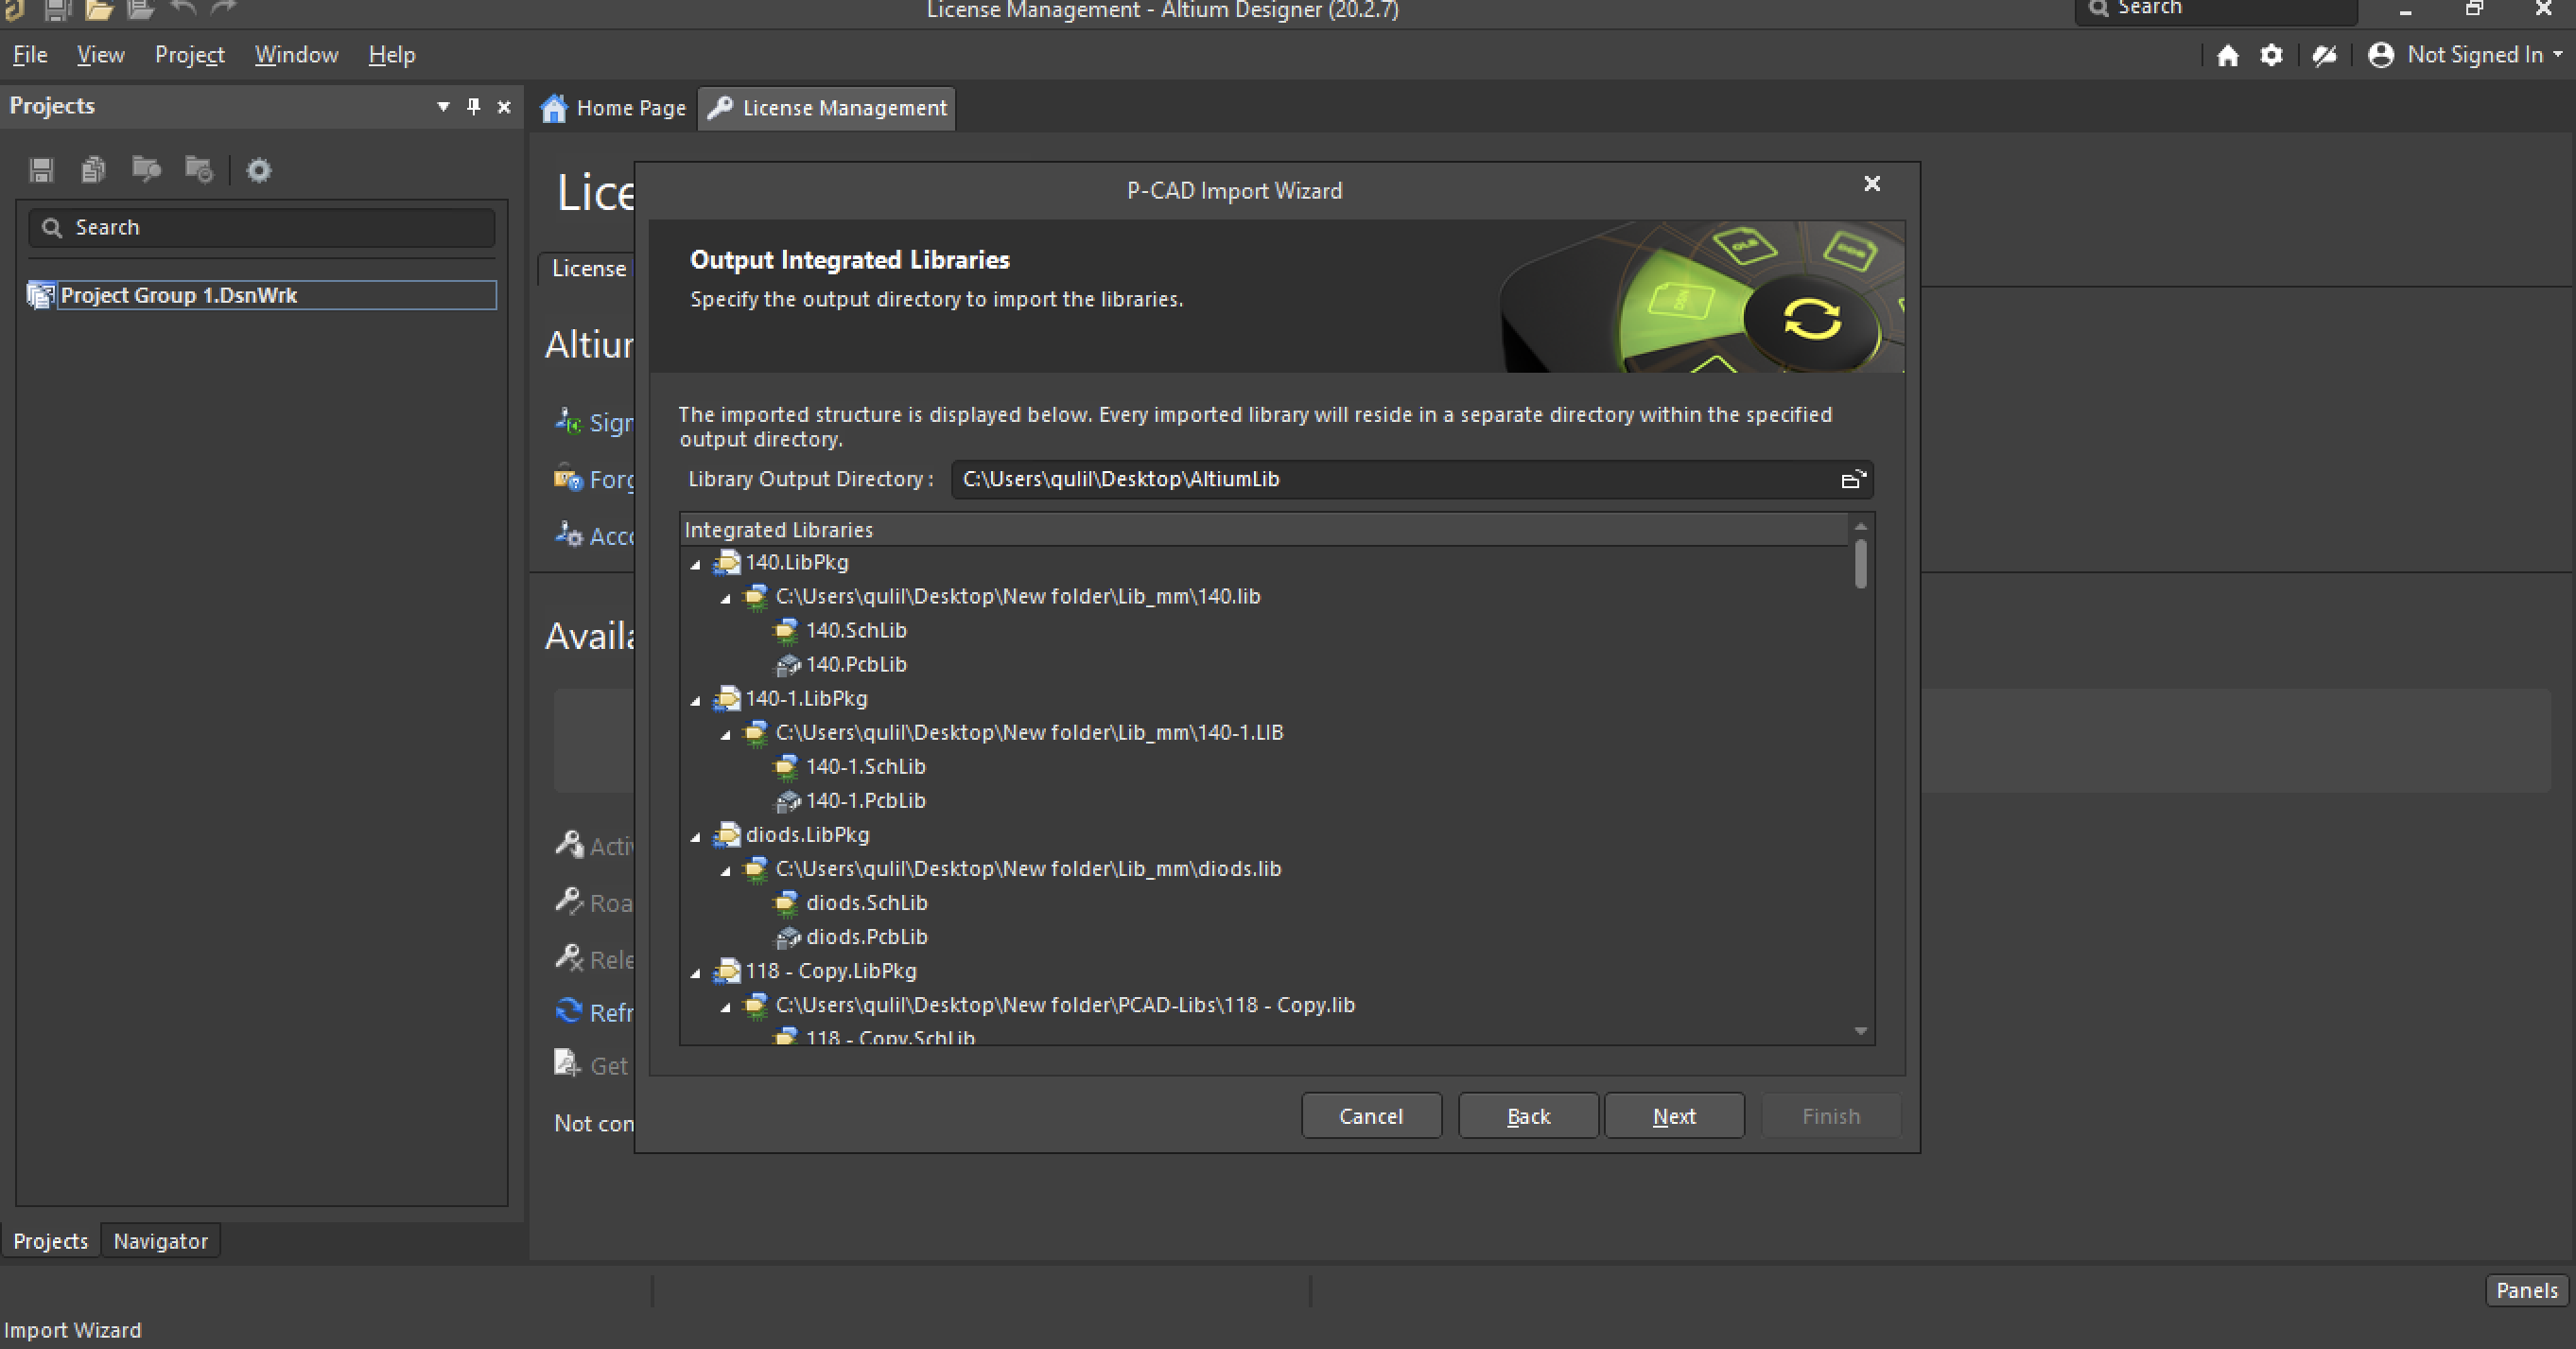 License Management - Altium Designer (20.2.7)
Search
File View Project Window Help
Not Signed In
Projects
Home Page
License Management
Search
Project Group 1.DsnWrk
Lice
License
Altiur
Sign
Forg
Acco
Availa
Activ
Roa
Rele
Refr
Get
Not con
P-CAD Import Wizard
Output Integrated Libraries
Specify the output directory to import the libraries.
The imported structure is displayed below. Every imported library will reside in a separate directory within the specified
output directory.
Library Output Directory : C:\Users\qulil\Desktop\AltiumLib
Integrated Libraries
140.LibPkg
C:\Users\qulil\Desktop\New folder\Lib_mm\140.lib
140.SchLib
140.PcbLib
140-1.LibPkg
C:\Users\qulil\Desktop\New folder\Lib_mm\140-1.LIB
140-1.SchLib
140-1.PcbLib
diods.LibPkg
C:\Users\qulil\Desktop\New folder\Lib_mm\diods.lib
diods.SchLib
diods.PcbLib
118 - Copy.LibPkg
C:\Users\qulil\Desktop\New folder\PCAD-Libs\118 - Copy.lib
118 - Copy.SchLib
Cancel Back Next Finish
Projects Navigator
Panels
Import Wizard